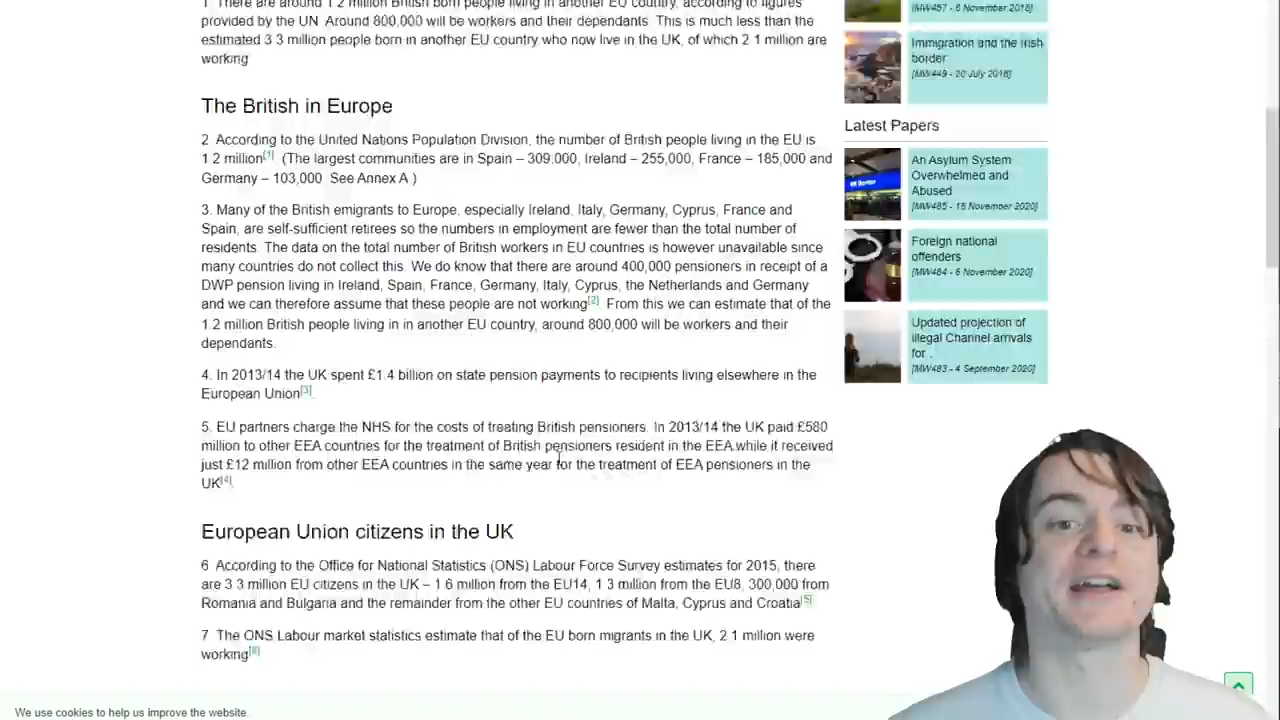 1 There are around 1 2 million British born people living in another EU country, according to figures
provided by the UN Around 800,000 will be workers and their dependants. This is much less than the
estimated 3 3 million people born in another EU country who now live in the UK, of which 2 1 million are
working
The British in Europe
2 According to the United Nations Population Division, the number of British people living in the EU is
1 2 million[1] (The largest communities are in Spain – 309,000, Ireland – 255,000, France – 185,000 and
Germany – 103,000 See Annex A )
3. Many of the British emigrants to Europe, especially Ireland, Italy, Germany, Cyprus, France and
Spain, are self-sufficient retirees so the numbers in employment are fewer than the total number of
residents. The data on the total number of British workers in EU countries is however unavailable since
many countries do not collect this. We do know that there are around 400,000 pensioners in receipt of a
DWP pension living in Ireland, Spain, France, Germany, Italy, Cyprus, the Netherlands and Germany
and we can therefore assume that these people are not working[2] From this we can estimate that of the
1 2 million British people living in in another EU country, around 800,000 will be workers and their
dependants.
4. In 2013/14 the UK spent £1.4 billion on state pension payments to recipients living elsewhere in the
European Union[3].
5. EU partners charge the NHS for the costs of treating British pensioners. In 2013/14 the UK paid £580
million to other EEA countries for the treatment of British pensioners resident in the EEA while it received
just £12 million from other EEA countries in the same year for the treatment of EEA pensioners in the
UK[4].
European Union citizens in the UK
6 According to the Office for National Statistics (ONS) Labour Force Survey estimates for 2015, there
are 3 3 million EU citizens in the UK – 1 6 million from the EU14, 1 3 million from the EU8, 300,000 from
Romania and Bulgaria and the remainder from the other EU countries of Malta, Cyprus and Croatia[5]
7 The ONS Labour market statistics estimate that of the EU born migrants in the UK, 2 1 million were
working[6]
[MW457 - 6 November 2018]
Immigration and the Irish
border
[MW449 - 20 July 2018]
Latest Papers
An Asylum System
Overwhelmed and
Abused
[MW485 - 18 November 2020]
Foreign national
offenders
[MW484 - 6 November 2020]
Updated projection of
illegal Channel arrivals
for .
[MW483 - 4 September 2020]
We use cookies to help us improve the website.